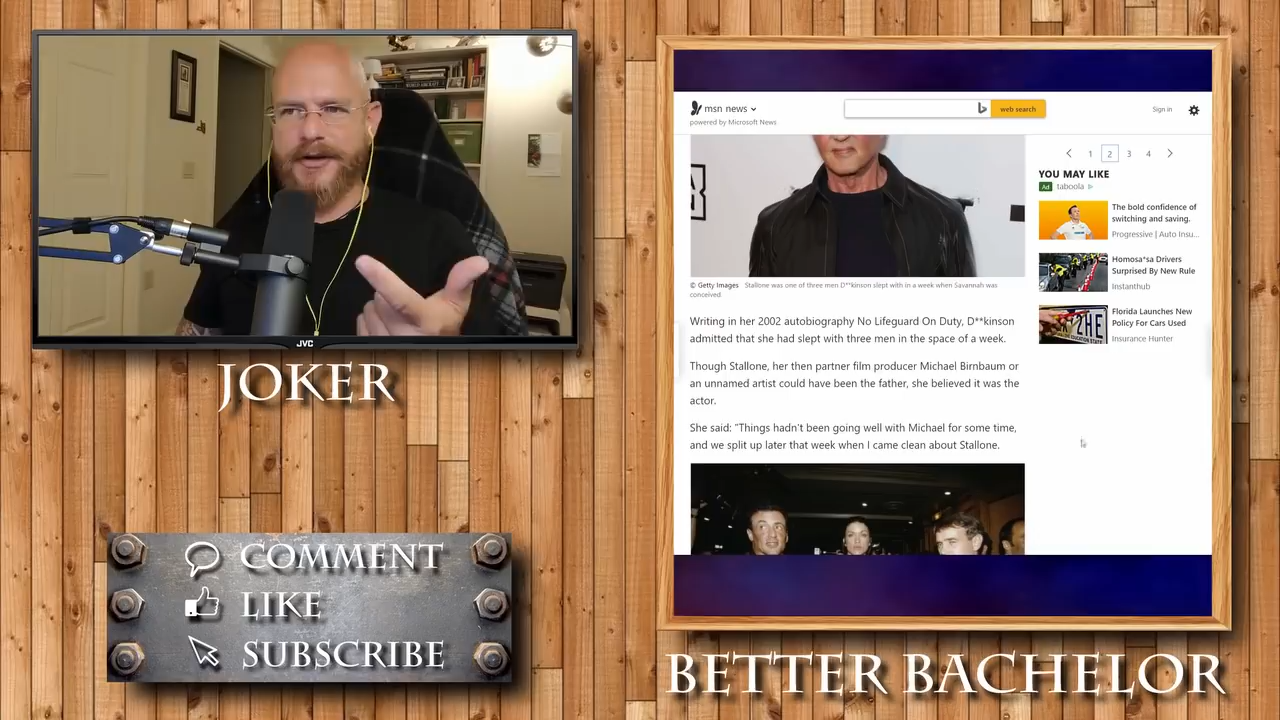 JVC
JOKER
COMMENT
LIKE
SUBSCRIBE
msn news
powered by Microsoft News
web search
Sign in
1 2 3 4
YOU MAY LIKE
Ad taboola
The bold confidence of
switching and saving.
Progressive | Auto Insu...
Homosa*sa Drivers
Surprised By New Rule
Instanthub
Florida Launches New
Policy For Cars Used
Insurance Hunter
© Getty Images Stallone was one of three men D**kinson slept with in a week when Savannah was
conceived
Writing in her 2002 autobiography No Lifeguard On Duty, D**kinson
admitted that she had slept with three men in the space of a week.
Though Stallone, her then partner film producer Michael Birnbaum or
an unnamed artist could have been the father, she believed it was the
actor.
She said: "Things hadn't been going well with Michael for some time,
and we split up later that week when I came clean about Stallone.
BETTER BACHELOR